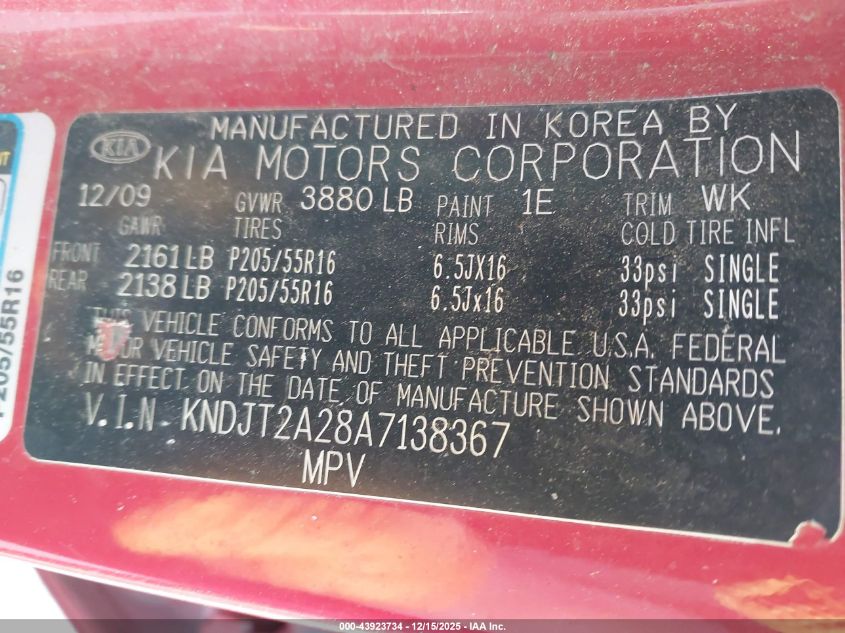 MANUFACTURED IN KOREA BY
KIA KIA MOTORS CORPORATION
12/09 GVWR 3880 LB PAINT 1E TRIM WK
GAWR TIRES RIMS COLD TIRE INFL
FRONT 2161 LB P205/55R16 6.5JX16 33psi SINGLE
REAR 2138 LB P205/55R16 6.5Jx16 33psi SINGLE
THIS VEHICLE CONFORMS TO ALL APPLICABLE U.S.A. FEDERAL
MOTOR VEHICLE SAFETY AND THEFT PREVENTION STANDARDS
IN EFFECT ON THE DATE OF MANUFACTURE SHOWN ABOVE.
V.I.N. KNDJT2A28A7138367
MPV
P205/55R16
000-43923734 - 12/15/2025 - IAA Inc.